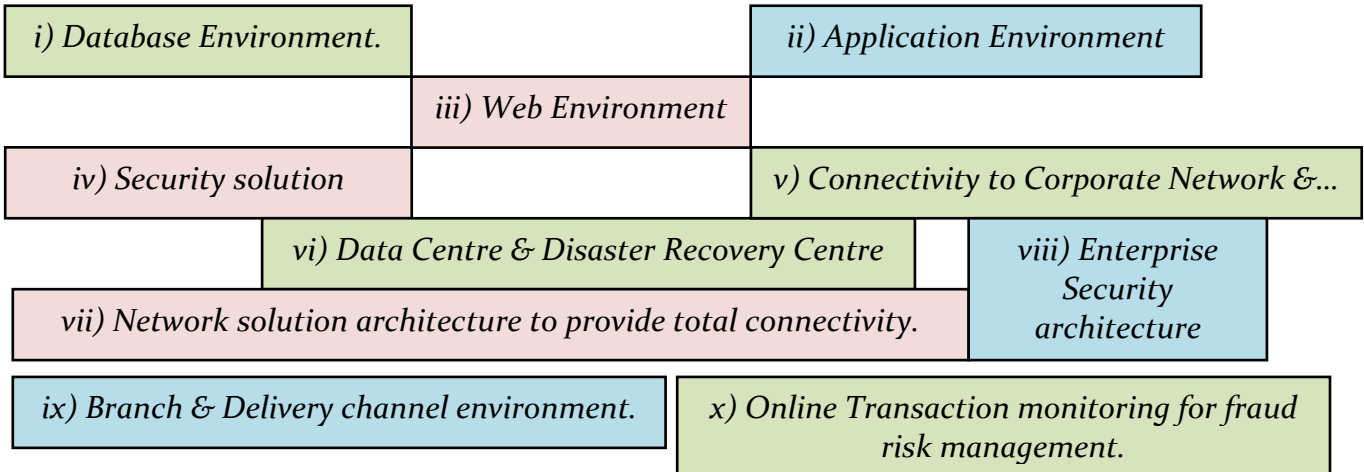 i) Database Environment.
ii) Application Environment
iii) Web Environment
iv) Security solution
v) Connectivity to Corporate Network &...
vi) Data Centre & Disaster Recovery Centre
viii) Enterprise
Security
architecture
vii) Network solution architecture to provide total connectivity.
ix) Branch & Delivery channel environment.
x) Online Transaction monitoring for fraud
risk management.